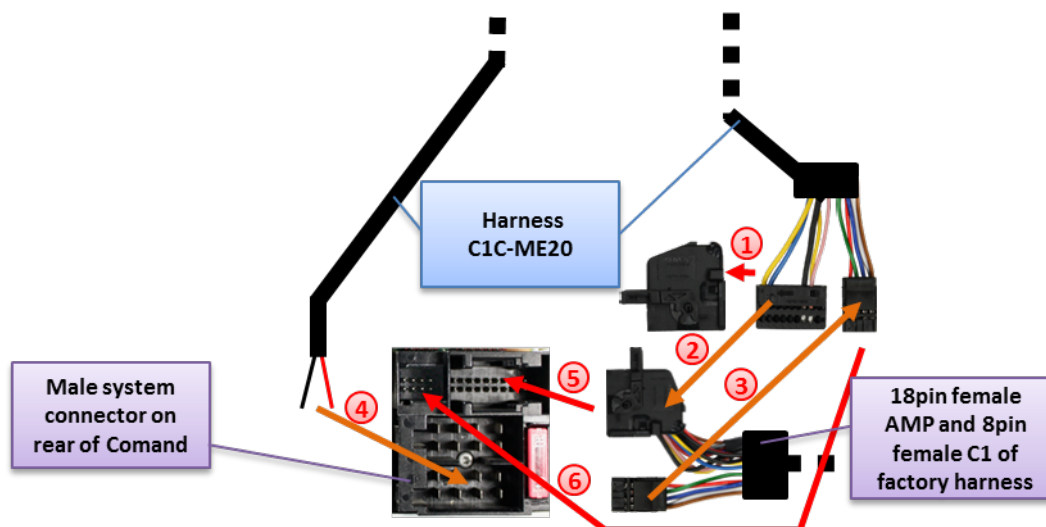 Harness
C1C-ME20
1
2
3
Male system
connector on
rear of Comand
4
5
6
18pin female
AMP and 8pin
female C1 of
factory harness